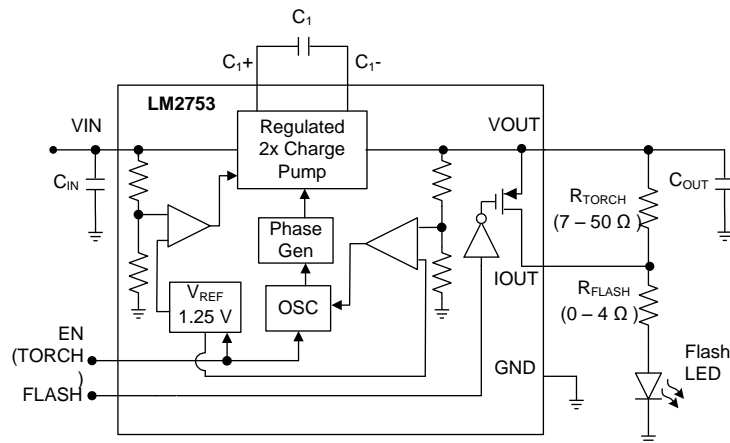 C1
C1+
C1-
LM2753
VIN
VOUT
Regulated
2x Charge
Pump
CIN
COUT
RTORCH
(7 – 50 Ω)
Phase
Gen
IOUT
VREF
1.25 V
OSC
RFLASH
(0 – 4 Ω)
EN
(TORCH
)
FLASH
GND
Flash
LED